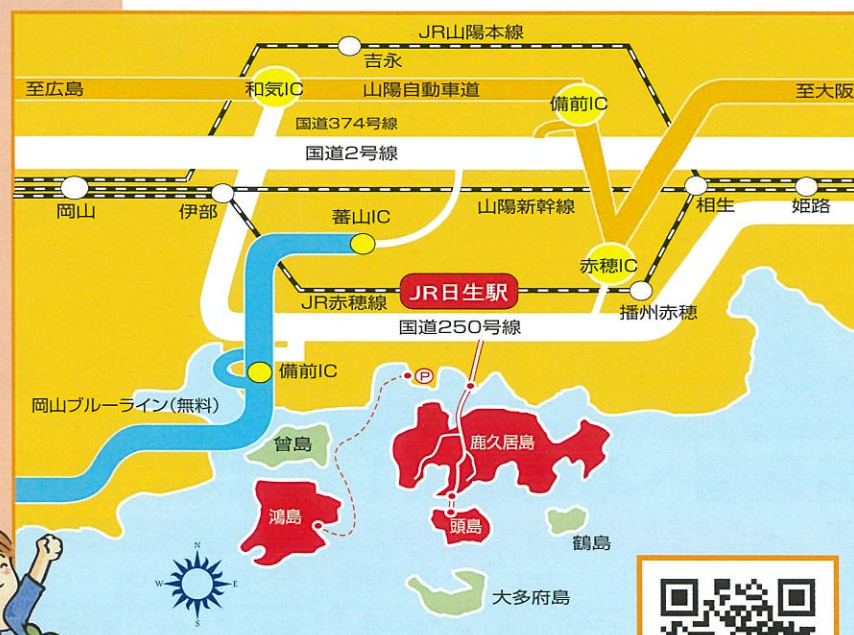 JR山陽本線
吉永
至広島
和気IC
山陽自動車道
備前IC
至大阪
国道374号線
国道2号線
岡山
伊部
山陽新幹線
相生
姫路
蕃山IC
赤穂IC
JR赤穂線
JR日生駅
播州赤穂
国道250号線
備前IC
P
岡山ブルーライン(無料)
曾島
鹿久居島
鴻島
頭島
鶴島
大多府島
N
W
E
S